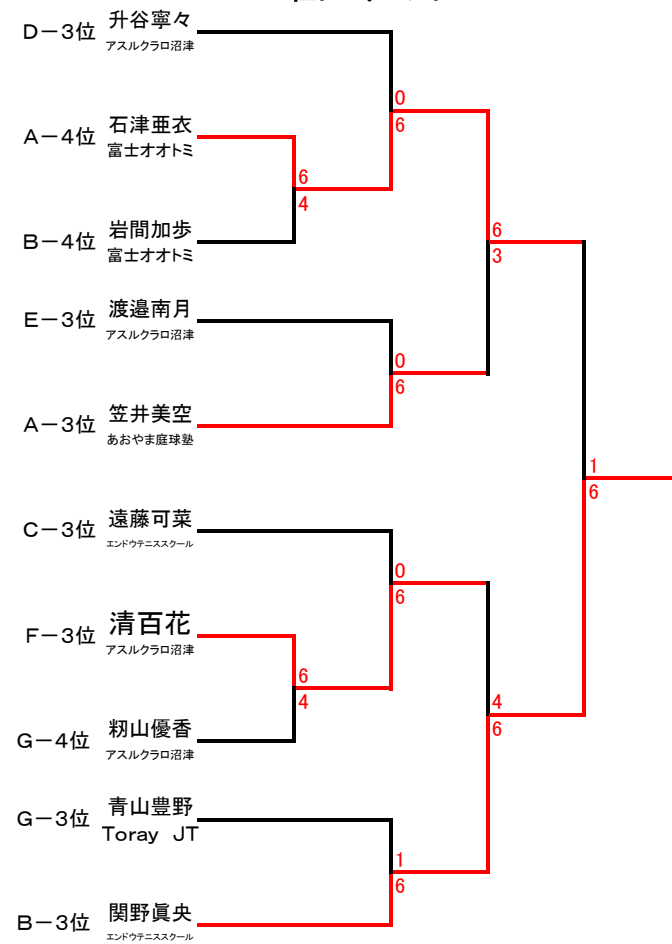 D－3位 升谷寧々
アスルクラロ沼津
0
6
A－4位 石津亜衣
富士オオトミ
6
4
B－4位 岩間加歩
富士オオトミ
6
3
E－3位 渡邉南月
アスルクラロ沼津
0
6
A－3位 笠井美空
あおやま庭球塾
1
6
C－3位 遠藤可菜
エンドウテニススクール
0
6
F－3位 清百花
アスルクラロ沼津
6
4
G－4位 籾山優香
アスルクラロ沼津
4
6
G－3位 青山豊野
Toray JT
1
6
B－3位 関野眞央
エンドウテニススクール